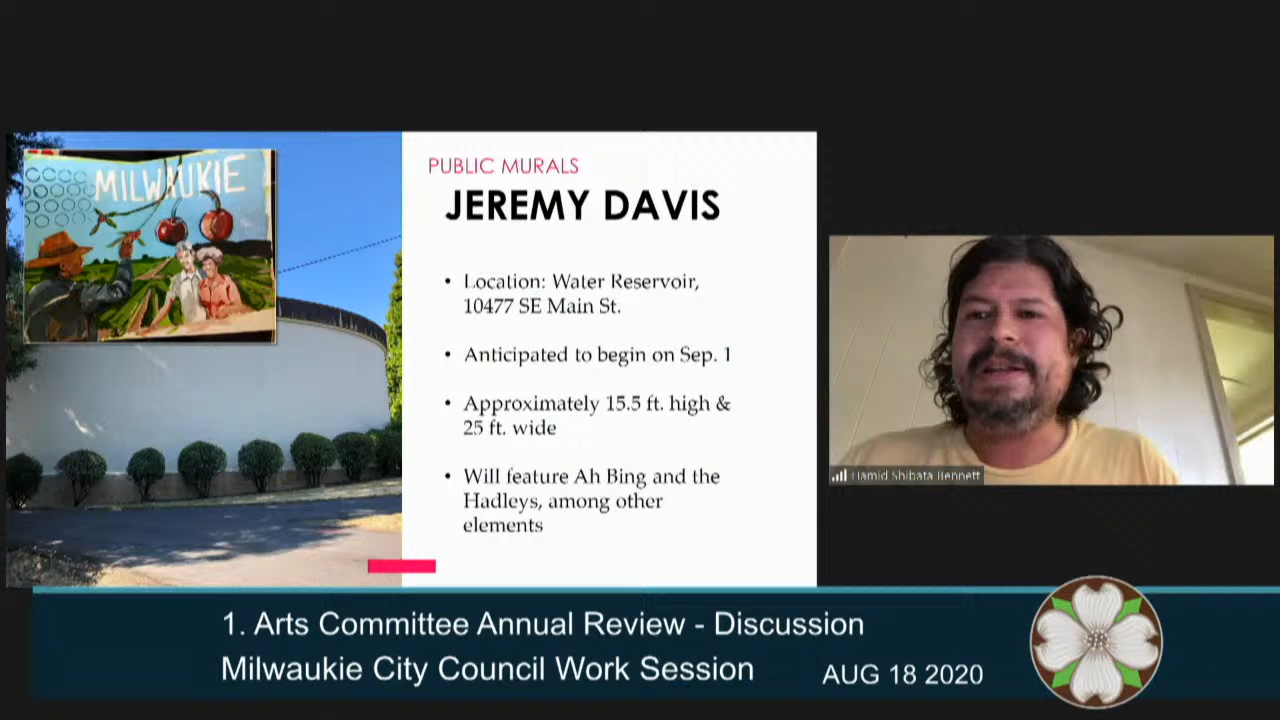 MILWAUKIE
PUBLIC MURALS
JEREMY DAVIS
• Location: Water Reservoir,
10477 SE Main St.
• Anticipated to begin on Sep. 1
• Approximately 15.5 ft. high &
25 ft. wide
• Will feature Ah Bing and the
Hadleys, among other
elements
Hamid Shibata Bennett
1. Arts Committee Annual Review - Discussion
Milwaukie City Council Work Session
AUG 18 2020